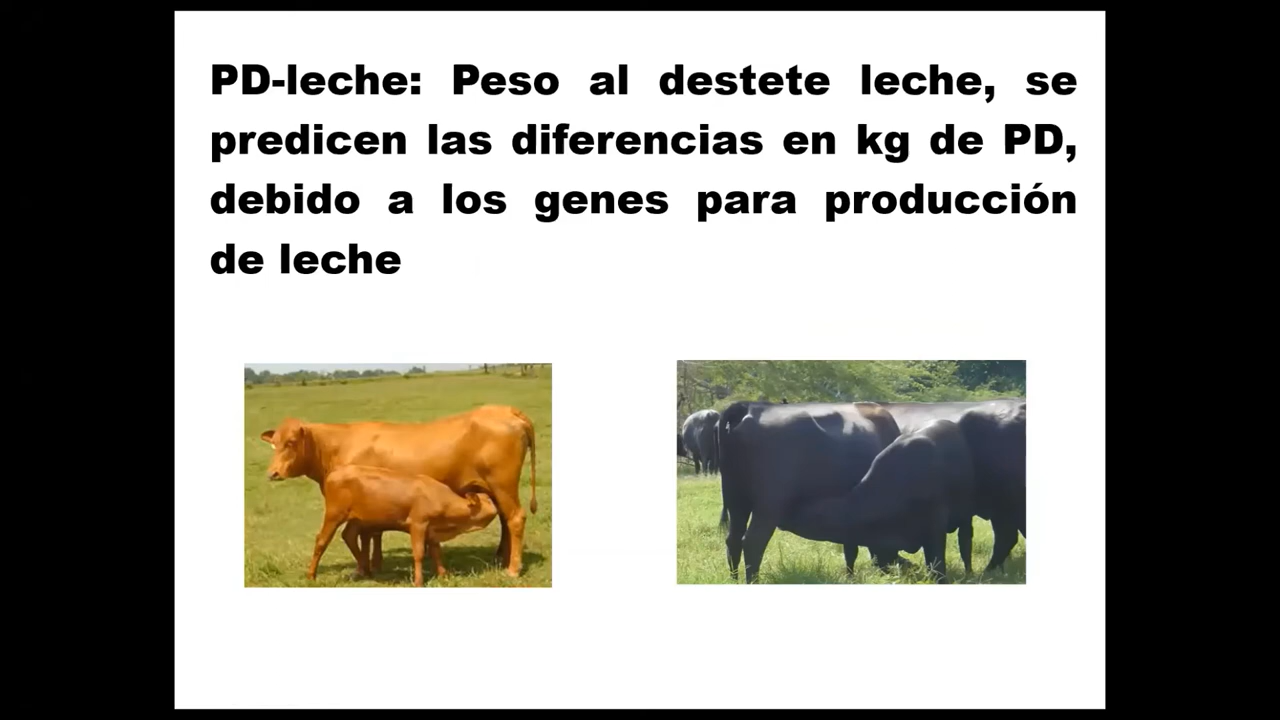 PD-leche: Peso al destete leche, se
predicen las diferencias en kg de PD,
debido a los genes para producción
de leche